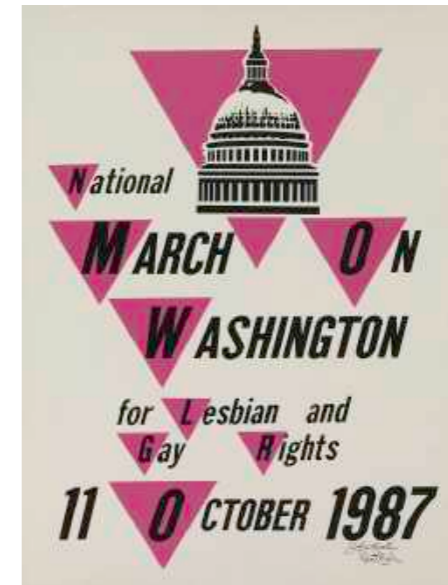 National
MARCH ON
WASHINGTON
for Lesbian and
Gay Rights
11 OCTOBER 1987